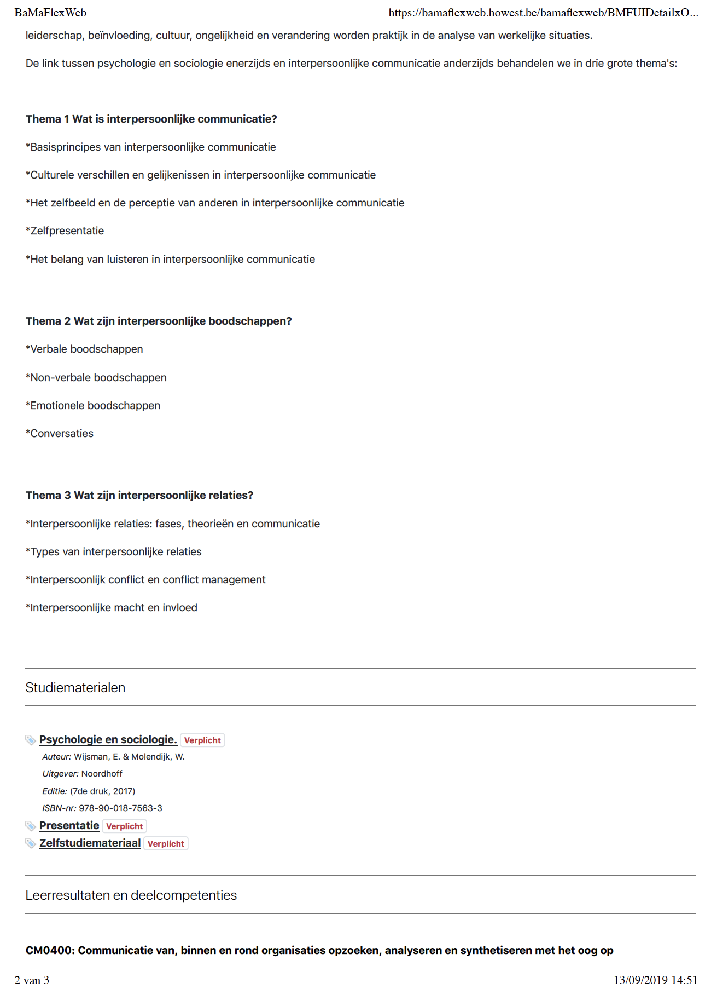 BaMaFlexWeb https://bamaflexweb.howest.be/bamaflexweb/BMFUIDetailxO...
leiderschap, beïnvloeding, cultuur, ongelijkheid en verandering worden praktijk in de analyse van werkelijke situaties.
De link tussen psychologie en sociologie enerzijds en interpersoonlijke communicatie anderzijds behandelen we in drie grote thema's:
Thema 1 Wat is interpersoonlijke communicatie?
*Basisprincipes van interpersoonlijke communicatie
*Culturele verschillen en gelijkenissen in interpersoonlijke communicatie
*Het zelfbeeld en de perceptie van anderen in interpersoonlijke communicatie
*Zelfpresentatie
*Het belang van luisteren in interpersoonlijke communicatie
Thema 2 Wat zijn interpersoonlijke boodschappen?
*Verbale boodschappen
*Non-verbale boodschappen
*Emotionele boodschappen
*Conversaties
Thema 3 Wat zijn interpersoonlijke relaties?
*Interpersoonlijke relaties: fases, theorieën en communicatie
*Types van interpersoonlijke relaties
*Interpersoonlijk conflict en conflict management
*Interpersoonlijke macht en invloed
Studiematerialen
Psychologie en sociologie. Verplicht
Auteur: Wijsman, E. & Molendijk, W.
Uitgever: Noordhoff
Editie: (7de druk, 2017)
ISBN-nr: 978-90-018-7563-3
Presentatie Verplicht
Zelfstudiemateriaal Verplicht
Leerresultaten en deelcompetenties
CM0400: Communicatie van, binnen en rond organisaties opzoeken, analyseren en synthetiseren met het oog op
2 van 3 13/09/2019 14:51